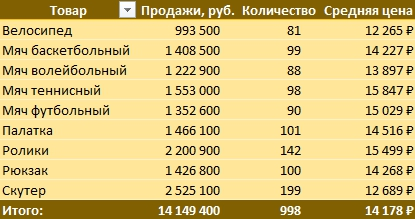 Товар Продажи, руб. Количество Средняя цена
Велосипед 993 500 81 12 265 ₽
Мяч баскетбольный 1 408 500 99 14 227 ₽
Мяч волейбольный 1 222 900 88 13 897 ₽
Мяч теннисный 1 553 000 98 15 847 ₽
Мяч футбольный 1 352 600 90 15 029 ₽
Палатка 1 466 100 101 14 516 ₽
Ролики 2 200 900 142 15 499 ₽
Рюкзак 1 426 800 100 14 268 ₽
Скутер 2 525 100 199 12 689 ₽
Итого: 14 149 400 998 14 178 ₽